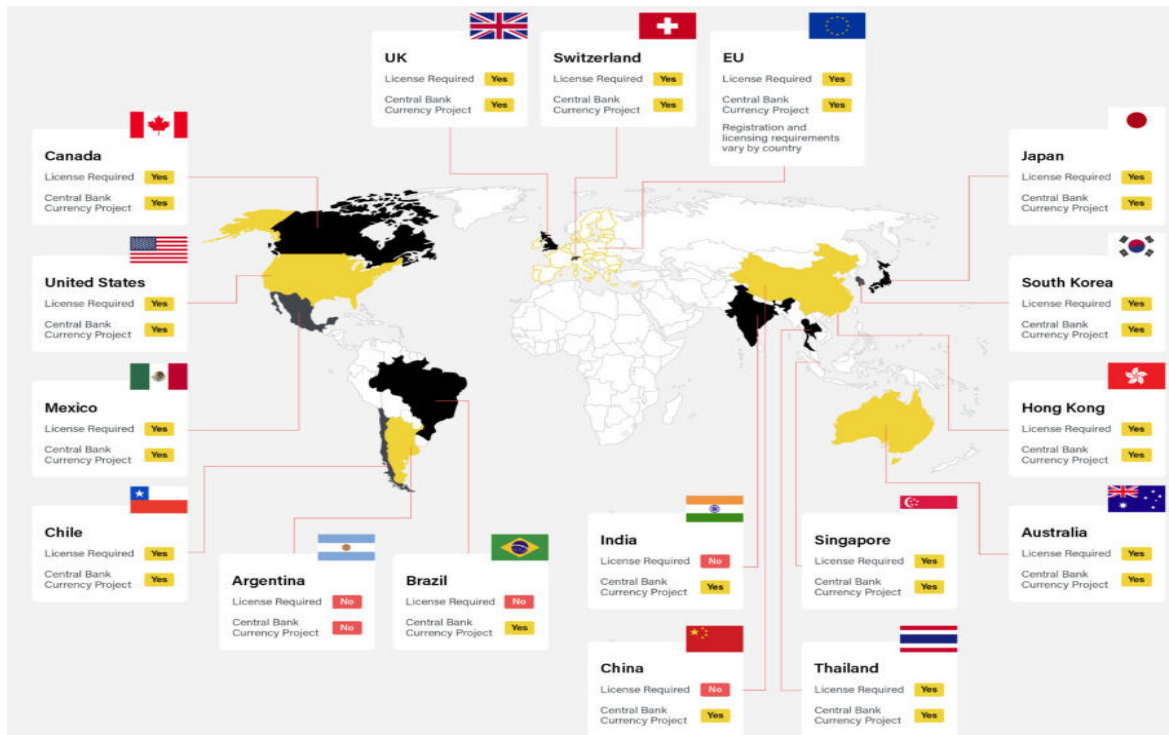 UK
License Required Yes
Central Bank
Currency Project Yes
Switzerland
License Required Yes
Central Bank
Currency Project Yes
EU
License Required Yes
Central Bank
Currency Project Yes
Registration and
licensing requirements
vary by country
Canada
License Required Yes
Central Bank
Currency Project Yes
Japan
License Required Yes
Central Bank
Currency Project Yes
United States
License Required Yes
Central Bank
Currency Project Yes
South Korea
License Required Yes
Central Bank
Currency Project Yes
Mexico
License Required Yes
Central Bank
Currency Project Yes
Hong Kong
License Required Yes
Central Bank
Currency Project Yes
Chile
License Required Yes
Central Bank
Currency Project Yes
Argentina
License Required No
Central Bank
Currency Project No
Brazil
License Required No
Central Bank
Currency Project Yes
India
License Required No
Central Bank
Currency Project Yes
Singapore
License Required Yes
Central Bank
Currency Project Yes
Australia
License Required Yes
Central Bank
Currency Project Yes
China
License Required No
Central Bank
Currency Project Yes
Thailand
License Required Yes
Central Bank
Currency Project Yes